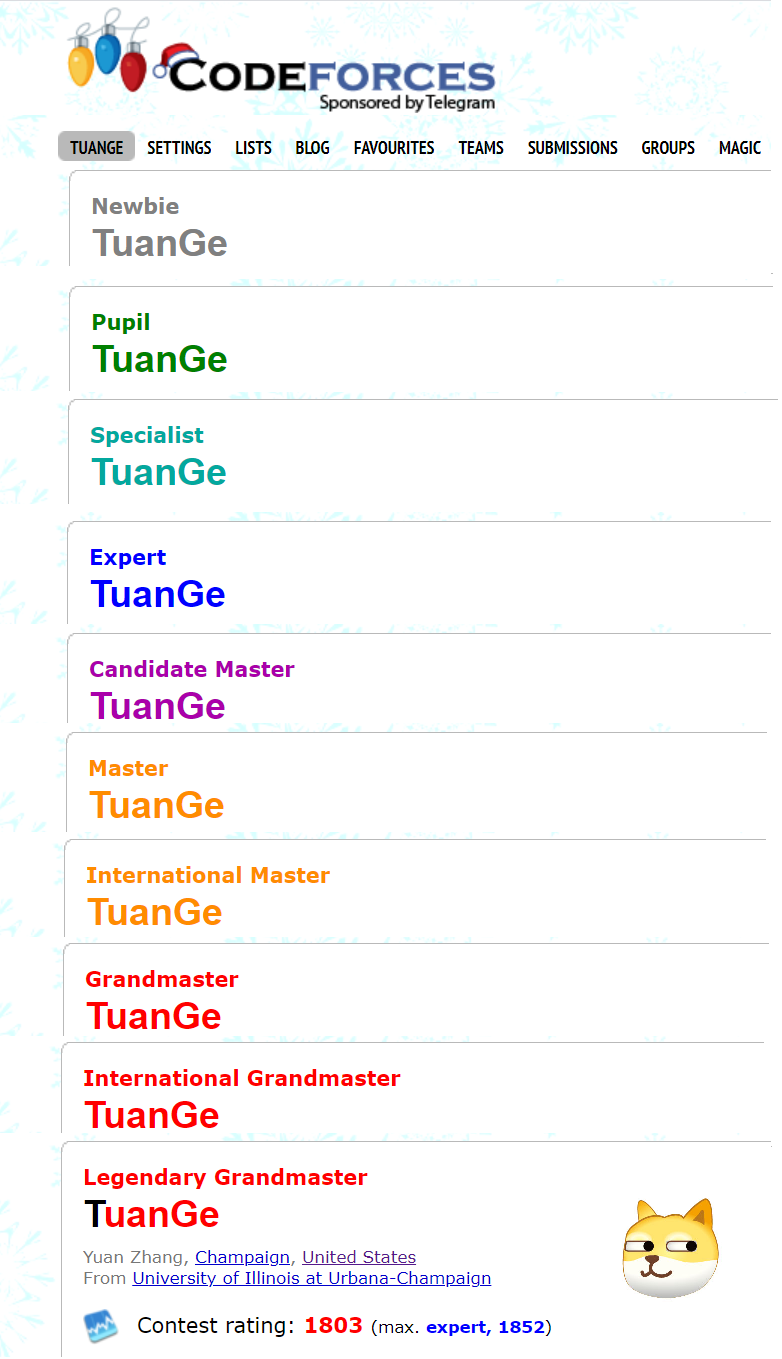 CODEFORCES
Sponsored by Telegram
TUANGE SETTINGS LISTS BLOG FAVOURITES TEAMS SUBMISSIONS GROUPS MAGIC
Newbie
TuanGe
Pupil
TuanGe
Specialist
TuanGe
Expert
TuanGe
Candidate Master
TuanGe
Master
TuanGe
International Master
TuanGe
Grandmaster
TuanGe
International Grandmaster
TuanGe
Legendary Grandmaster
TuanGe
Yuan Zhang, Champaign, United States
From University of Illinois at Urbana-Champaign
Contest rating: 1803 (max. expert, 1852)